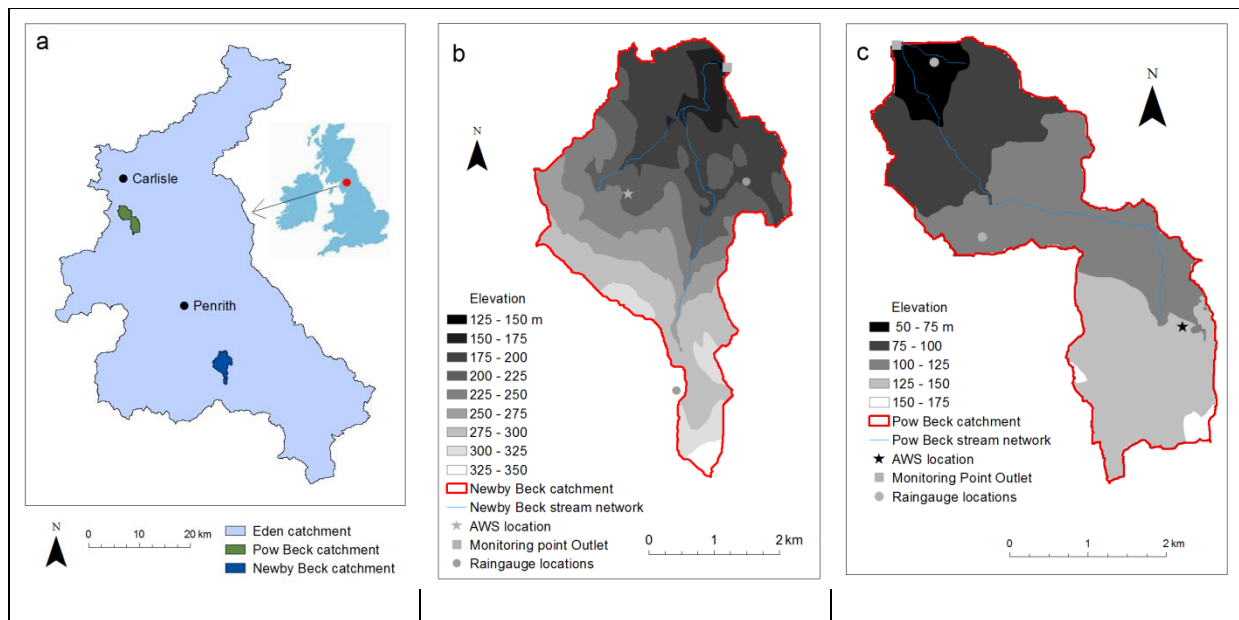 a
Carlisle
Penrith
N
0 10 20 km
Eden catchment
Pow Beck catchment
Newby Beck catchment
b
N
Elevation
125 - 150 m
150 - 175
175 - 200
200 - 225
225 - 250
250 - 275
275 - 300
300 - 325
325 - 350
Newby Beck catchment
Newby Beck stream network
AWS location
Monitoring point Outlet
Raingauge locations
0 1 2 km
c
N
Elevation
50 - 75 m
75 - 100
100 - 125
125 - 150
150 - 175
Pow Beck catchment
Pow Beck stream network
AWS location
Monitoring Point Outlet
Raingauge locations
0 1 2 km